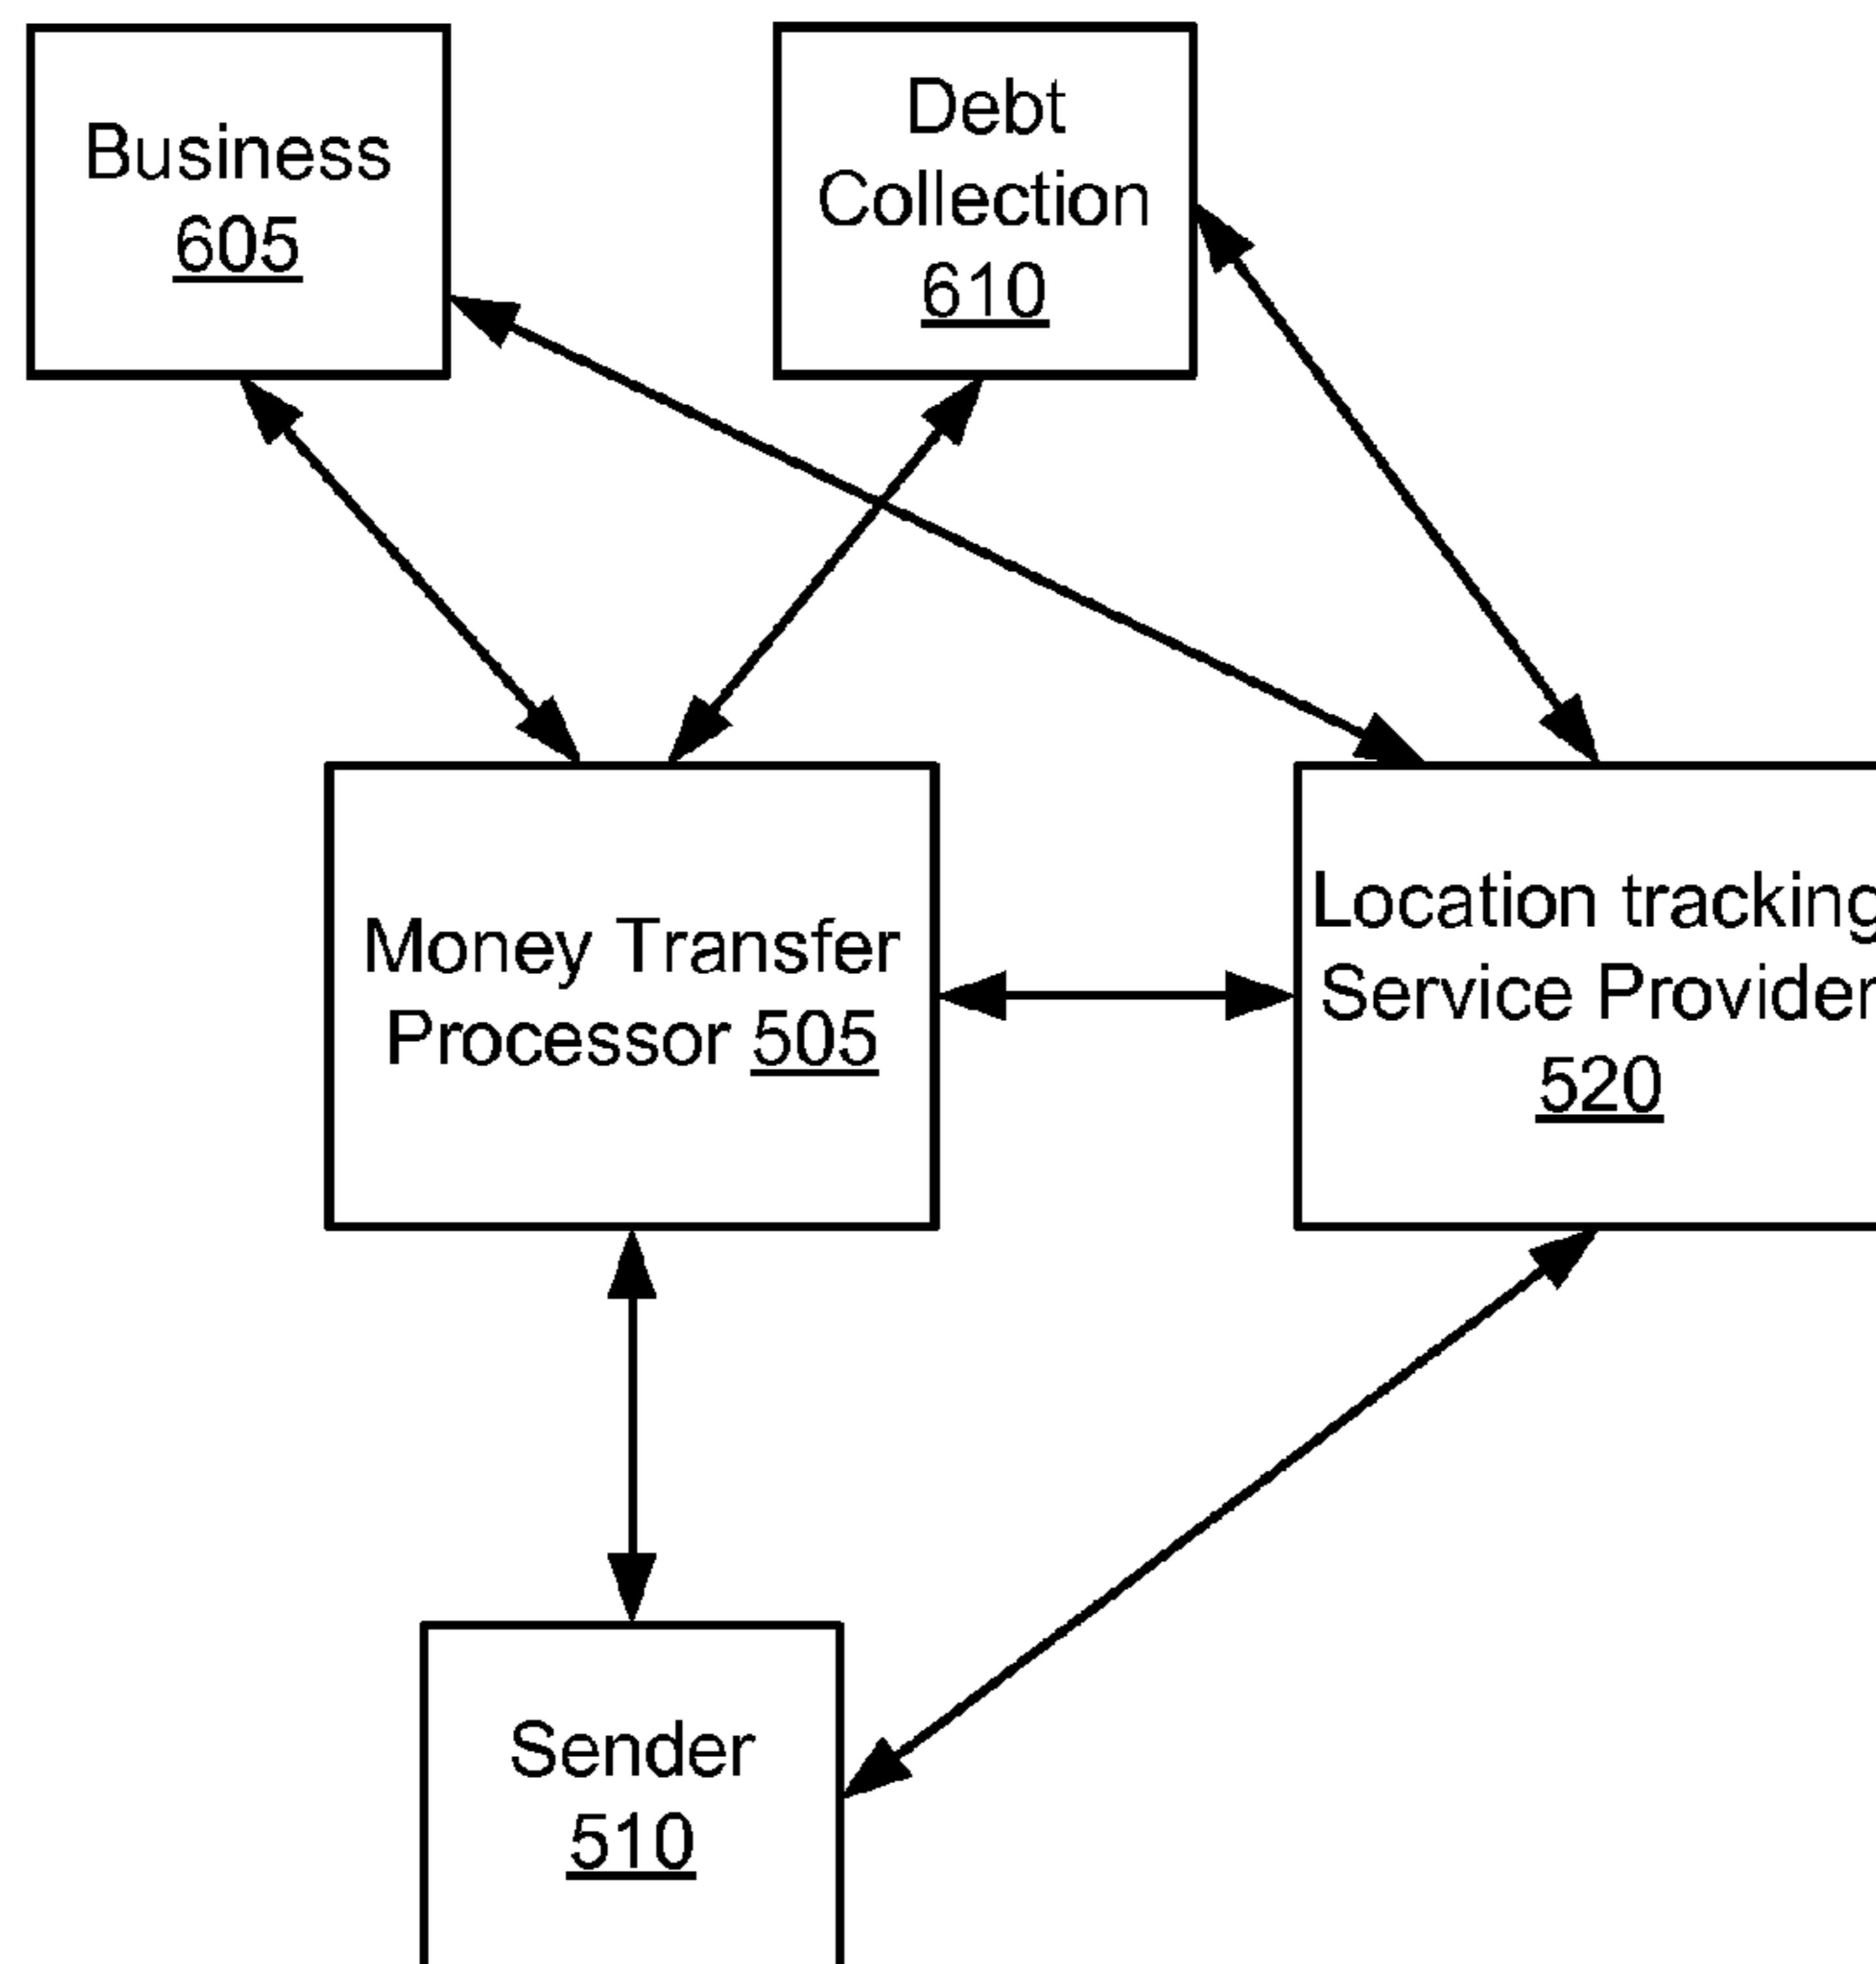 Business
605
Debt
Collection
610
Money Transfer
Processor 505
Location tracking
Service Provider
520
Sender
510